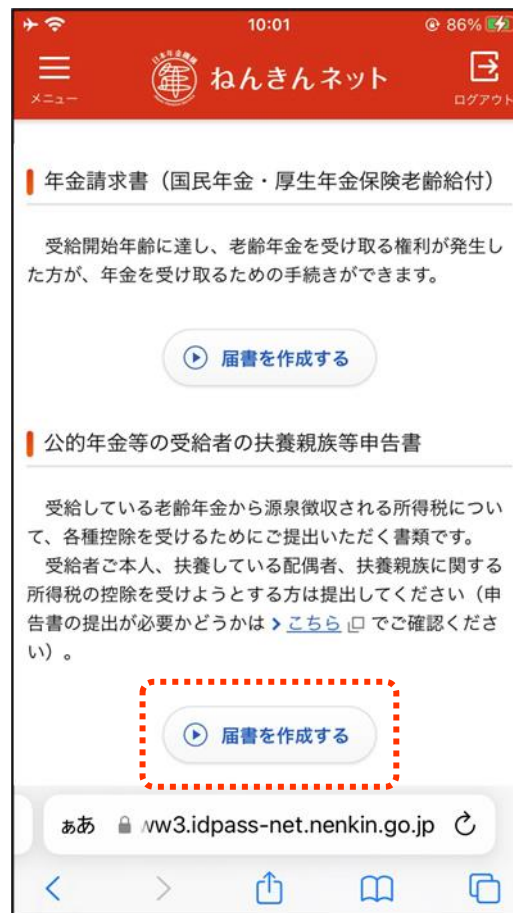 10:01
86%
メニュー
日本年金機構
年
ねんきんネット
ログアウト
年金請求書（国民年金・厚生年金保険老齢給付）
受給開始年齢に達し、老齢年金を受け取る権利が発生し
た方が、年金を受け取るための手続きができます。
届書を作成する
公的年金等の受給者の扶養親族等申告書
受給している老齢年金から源泉徴収される所得税につい
て、各種控除を受けるためにご提出いただく書類です。
受給者ご本人、扶養している配偶者、扶養親族に関する
所得税の控除を受けようとする方は提出してください（申
告書の提出が必要かどうかは > こちら でご確認くださ
い）。
届書を作成する
ぁあ
ww3.idpass-net.nenkin.go.jp